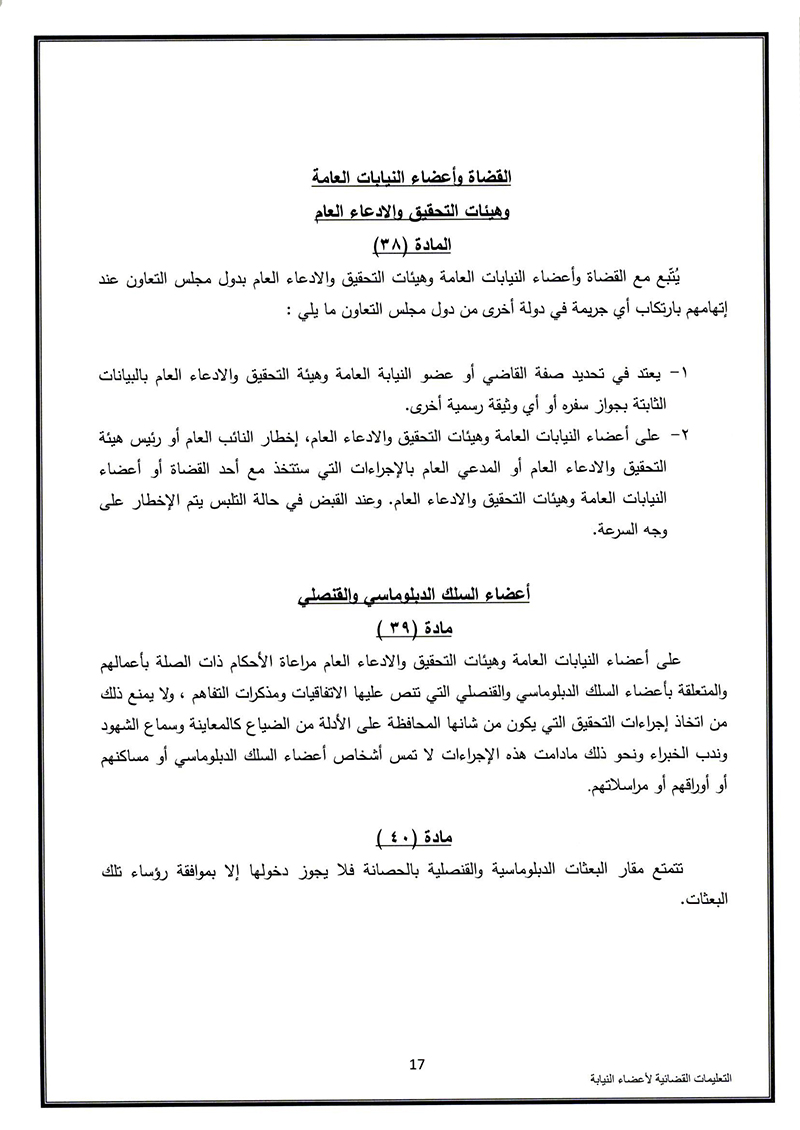 القضاة وأعضاء النيابات العامة
وهيئات التحقيق والادعاء العام
المادة (٣٨)
يُتّبع مع القضاة وأعضاء النيابات العامة وهيئات التحقيق والادعاء العام بدول مجلس التعاون عند
إتهامهم بارتكاب أي جريمة في دولة أخرى من دول مجلس التعاون ما يلي :
١- يعتد في تحديد صفة القاضي أو عضو النيابة العامة وهيئة التحقيق والادعاء العام بالبيانات
الثابتة بجواز سفره أو أي وثيقة رسمية أخرى.
٢- على أعضاء النيابات العامة وهيئات التحقيق والادعاء العام، إخطار النائب العام أو رئيس هيئة
التحقيق والادعاء العام أو المدعي العام بالإجراءات التي ستتخذ مع أحد القضاة أو أعضاء
النيابات العامة وهيئات التحقيق والادعاء العام. وعند القبض في حالة التلبس يتم الإخطار على
وجه السرعة.
أعضاء السلك الدبلوماسي والقنصلي
مادة (٣٩ )
على أعضاء النيابات العامة وهيئات التحقيق والادعاء العام مراعاة الأحكام ذات الصلة بأعمالهم
والمتعلقة بأعضاء السلك الدبلوماسي والقنصلي التي تنص عليها الاتفاقيات ومذكرات التفاهم ، ولا يمنع ذلك
من اتخاذ إجراءات التحقيق التي يكون من شانها المحافظة على الأدلة من الضياع كالمعاينة وسماع الشهود
وندب الخبراء ونحو ذلك مادامت هذه الإجراءات لا تمس أشخاص أعضاء السلك الدبلوماسي أو مساكنهم
أو أوراقهم أو مراسلاتهم.
مادة (٤٠ )
تتمتع مقار البعثات الدبلوماسية والقنصلية بالحصانة فلا يجوز دخولها إلا بموافقة رؤساء تلك
البعثات.
17
التعليمات القضائية لأعضاء النيابة